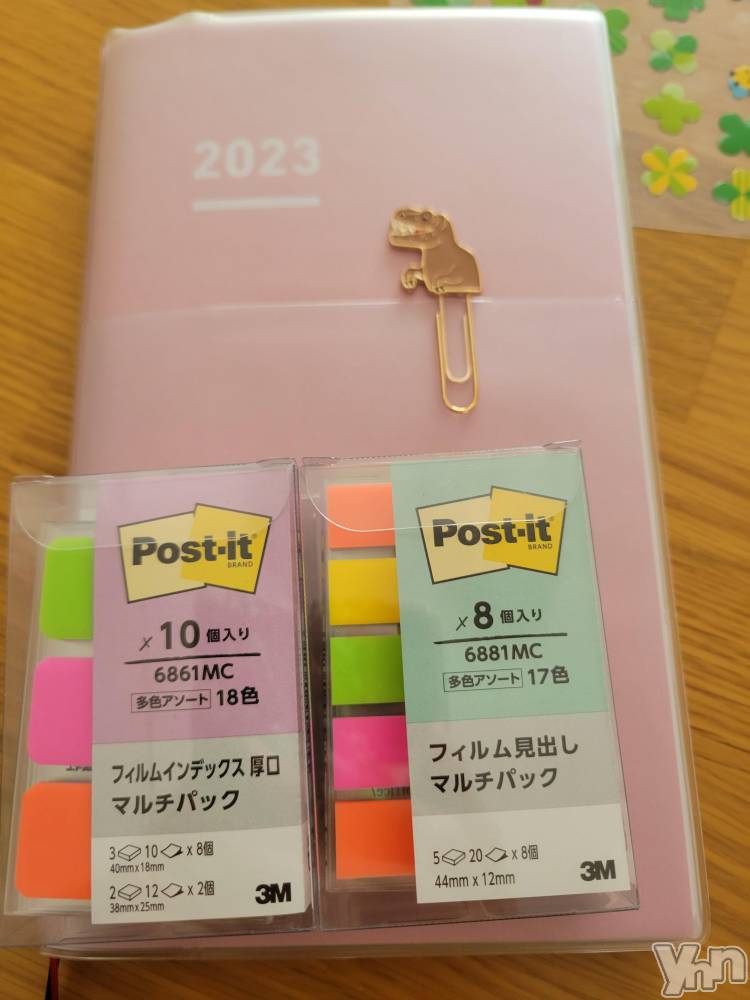 2023
Post-it®
BRAND
×10個入り
6861MC
多色アソート 18色
フィルムインデックス 厚口
マルチパック
3 10 ×8個
40mm×18mm
2 12 ×2個
38mm×25mm
3M
Post-it®
BRAND
×8個入り
6881MC
多色アソート 17色
フィルム見出し
マルチパック
5 20 ×8個
44mm×12mm
3M